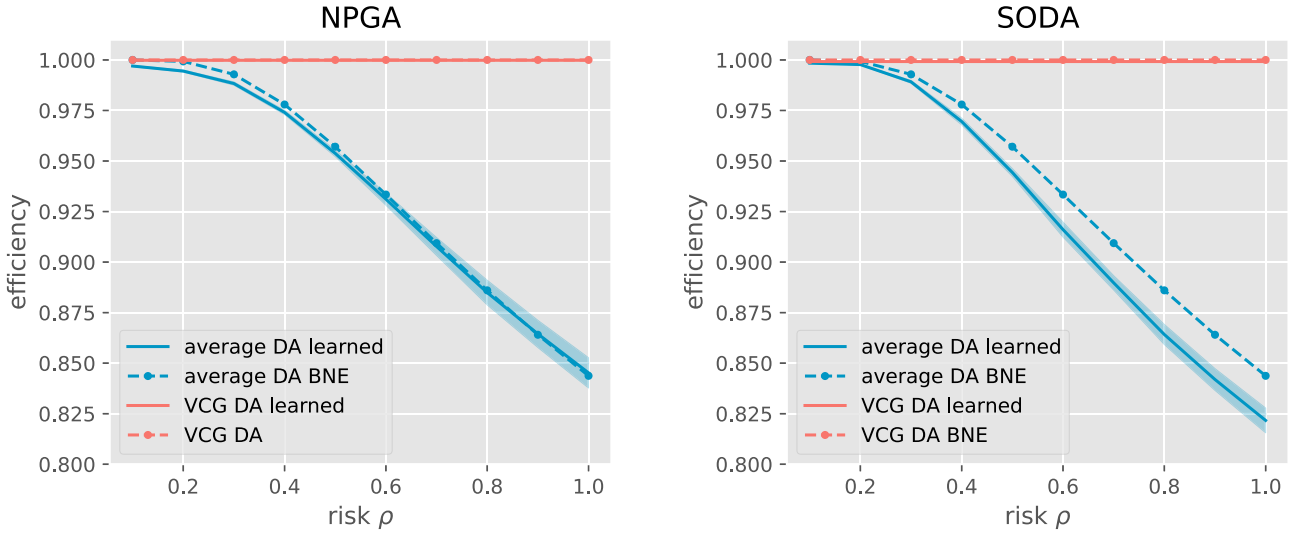 NPGA
efficiency
1.000
0.975
0.950
0.925
0.900
0.875
0.850
0.825
0.800
average DA learned
average DA BNE
VCG DA learned
VCG DA
0.2 0.4 0.6 0.8 1.0
risk ρ
SODA
efficiency
1.000
0.975
0.950
0.925
0.900
0.875
0.850
0.825
0.800
average DA learned
average DA BNE
VCG DA learned
VCG DA BNE
0.2 0.4 0.6 0.8 1.0
risk ρ